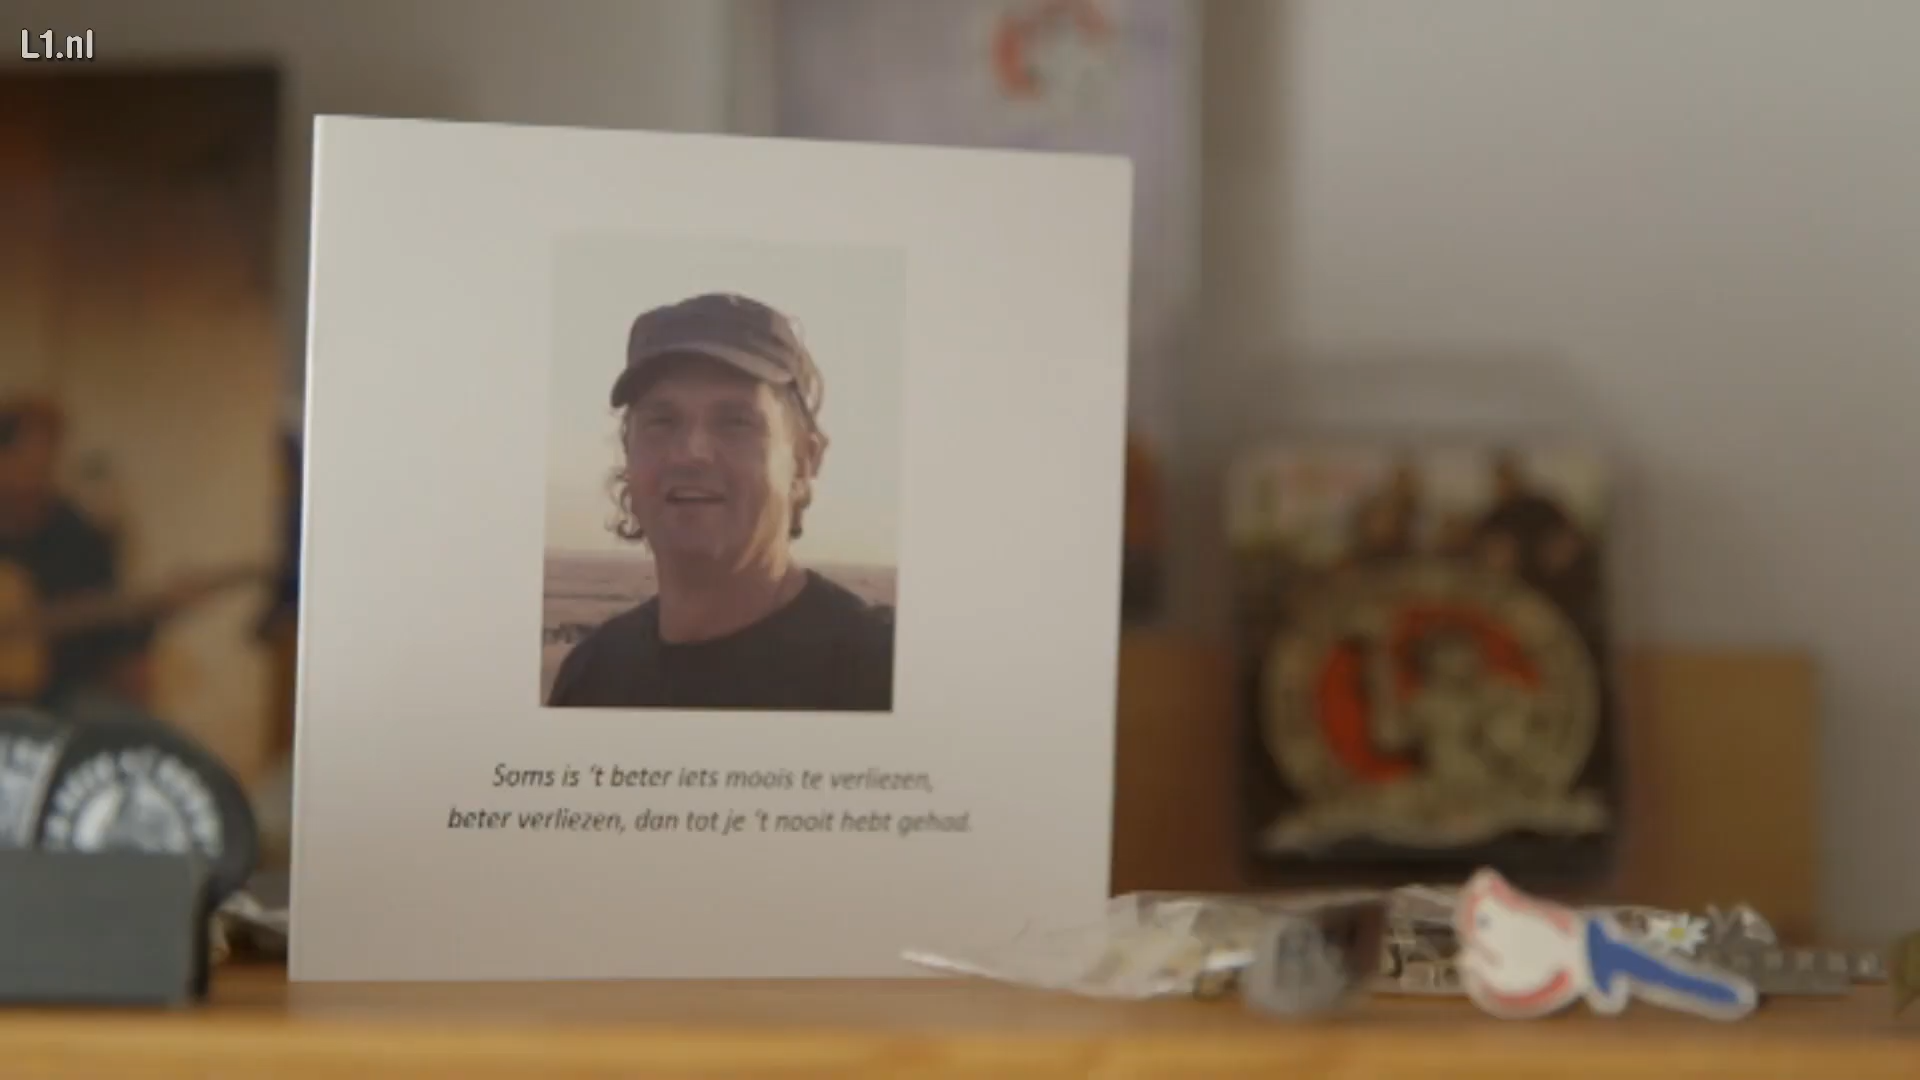 L1.nl
Soms is 't beter iets moois te verliezen,
beter verliezen, dan tot je 't nooit hebt gehad.